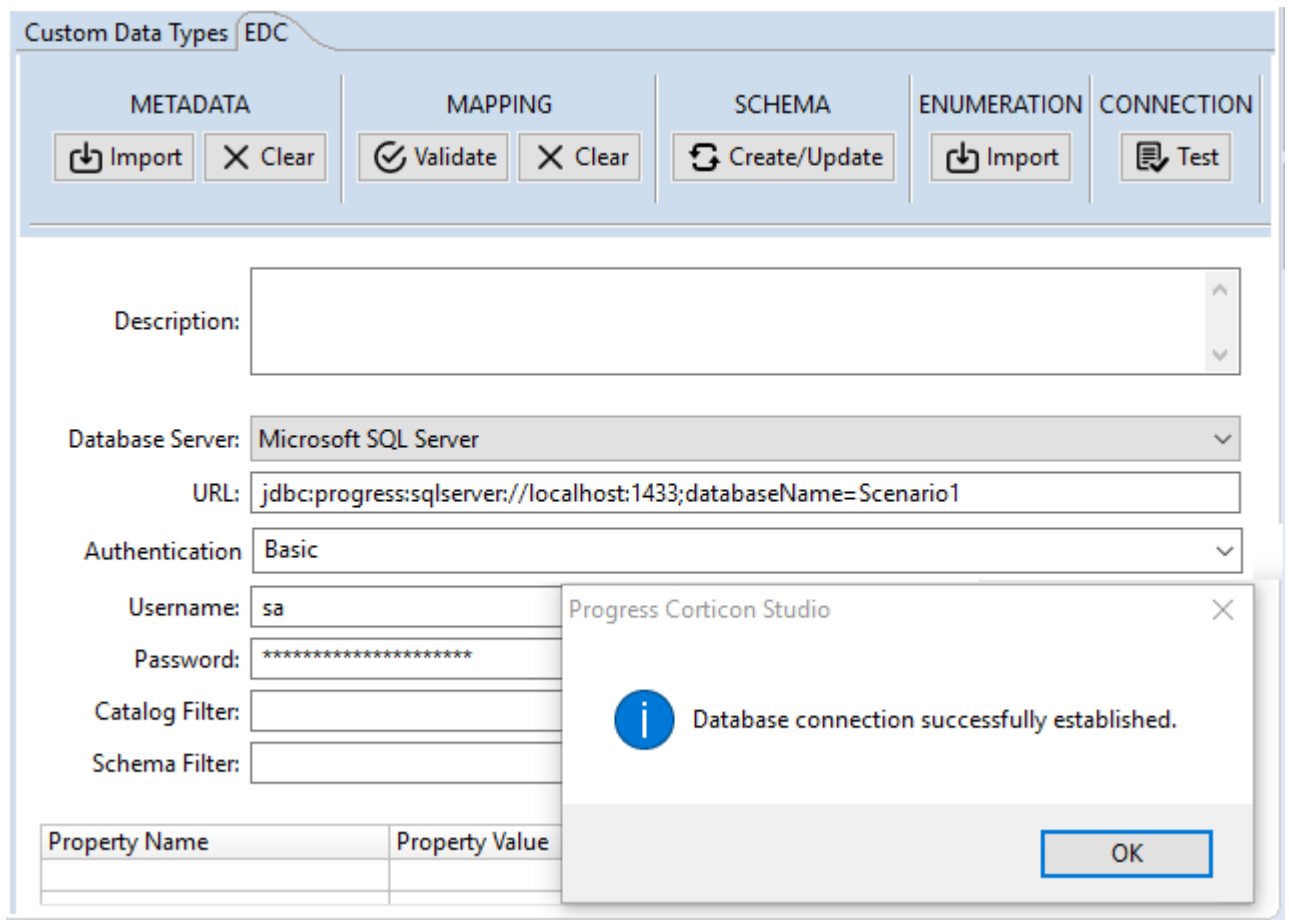 Custom Data Types EDC
METADATA MAPPING SCHEMA ENUMERATION CONNECTION
Import Clear Validate Clear Create/Update Import Test
Description:
Database Server: Microsoft SQL Server
URL: jdbc:progress:sqlserver://localhost:1433;databaseName=Scenario1
Authentication Basic
Username: sa
Password: *********************
Catalog Filter:
Schema Filter:
Property Name Property Value
Progress Corticon Studio
Database connection successfully established.
OK